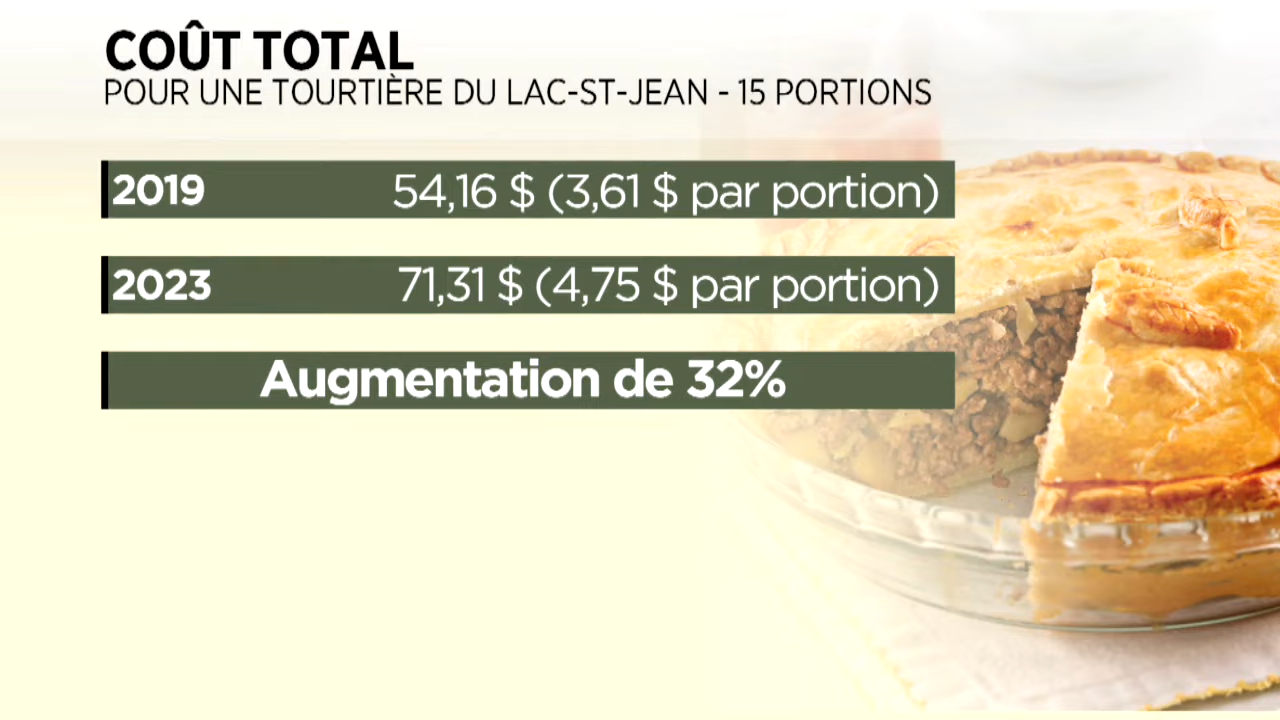 COÛT TOTAL
POUR UNE TOURTIÈRE DU LAC-ST-JEAN - 15 PORTIONS
2019 54,16 $ (3,61 $ par portion)
2023 71,31 $ (4,75 $ par portion)
Augmentation de 32%